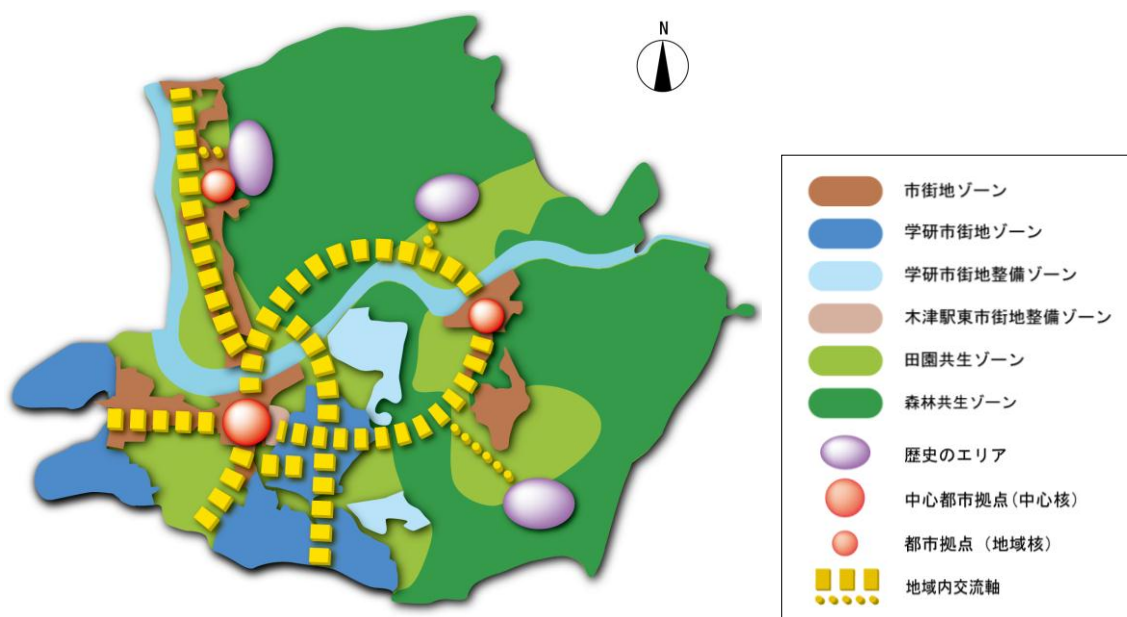 N
市街地ゾーン
学研市街地ゾーン
学研市街地整備ゾーン
木津駅東市街地整備ゾーン
田園共生ゾーン
森林共生ゾーン
歴史のエリア
中心都市拠点(中心核)
都市拠点 (地域核)
地域内交流軸